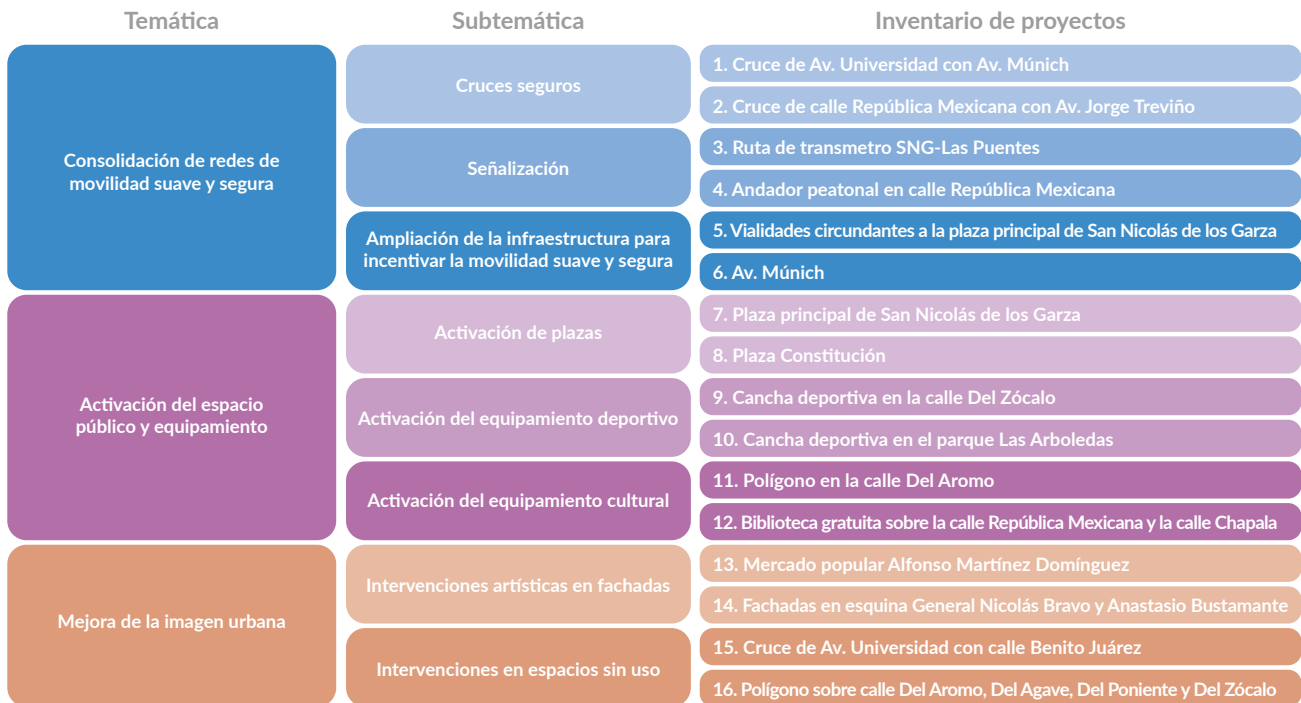 Temática
Subtemática
Inventario de proyectos
Consolidación de redes de
movilidad suave y segura
Cruces seguros
1. Cruce de Av. Universidad con Av. Múnich
2. Cruce de calle República Mexicana con Av. Jorge Treviño
Señalización
3. Ruta de transmetro SNG-Las Puentes
4. Andador peatonal en calle República Mexicana
Ampliación de la infraestructura para
incentivar la movilidad suave y segura
5. Vialidades circundantes a la plaza principal de San Nicolás de los Garza
6. Av. Múnich
Activación del espacio
público y equipamiento
Activación de plazas
7. Plaza principal de San Nicolás de los Garza
8. Plaza Constitución
Activación del equipamiento deportivo
9. Cancha deportiva en la calle Del Zócalo
10. Cancha deportiva en el parque Las Arboledas
Activación del equipamiento cultural
11. Polígono en la calle Del Aromo
12. Biblioteca gratuita sobre la calle República Mexicana y la calle Chapala
Mejora de la imagen urbana
Intervenciones artísticas en fachadas
13. Mercado popular Alfonso Martínez Domínguez
14. Fachadas en esquina General Nicolás Bravo y Anastasio Bustamante
Intervenciones en espacios sin uso
15. Cruce de Av. Universidad con calle Benito Juárez
16. Polígono sobre calle Del Aromo, Del Agave, Del Poniente y Del Zócalo